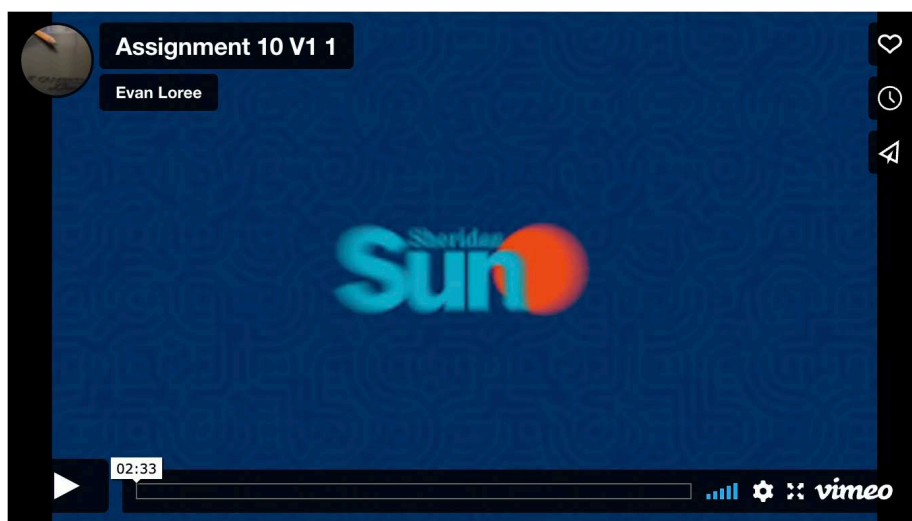 Assignment 10 V1 1
Evan Loree
Sheridan
Sun
02:33
vimeo